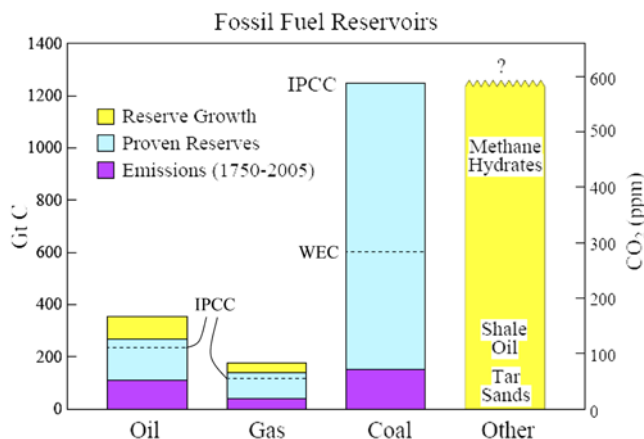 Fossil Fuel Reservoirs
1400
1200
1000
800
600
400
200
0
Gt C
Reserve Growth
Proven Reserves
Emissions (1750-2005)
IPCC
IPCC
WEC
?
Methane
Hydrates
Shale
Oil
Tar
Sands
600
500
400
300
200
100
0
CO₂ (ppm)
Oil Gas Coal Other